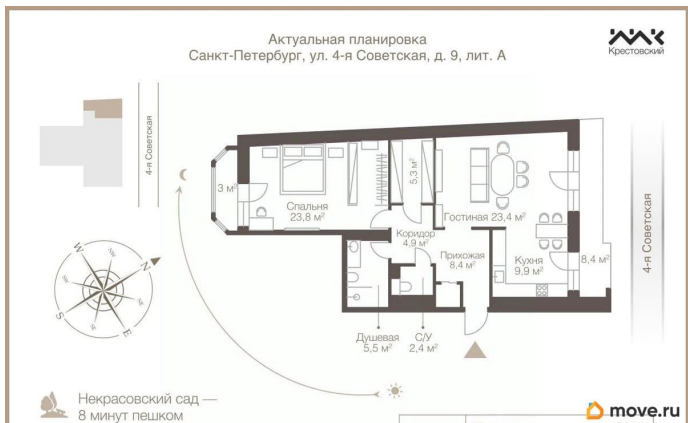 Актуальная планировка
Санкт-Петербург, ул. 4-я Советская, д. 9, лит. А
Крестовский
4-я Советская
3 м²
Спальня
23,8 м²
5,3 м²
Гостиная 23,4 м²
Коридор
4,9 м²
Прихожая
8,4 м²
Кухня
9,9 м²
8,4 м²
4-я Советская
Душевая
5,5 м²
С/У
2,4 м²
W
N
S
E
Некрасовский сад —
8 минут пешком
move.ru